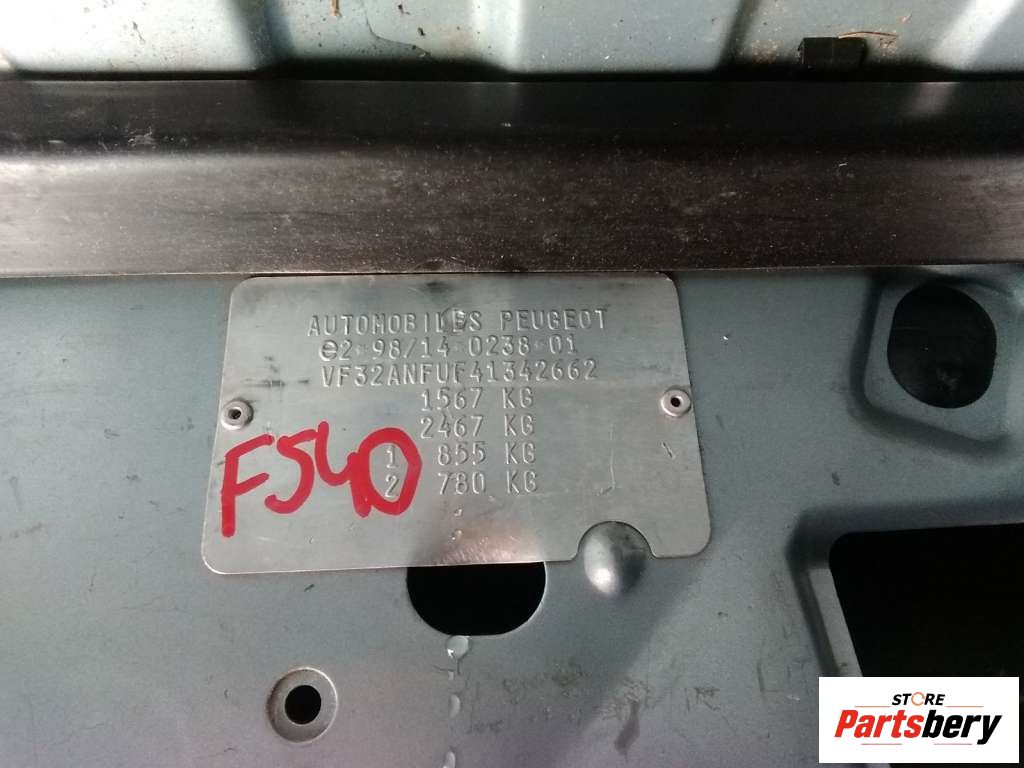 AUTOMOBILES PEUGEOT
e2*98/14*0238*01
VF32ANFUF41342662
1567 KG
2467 KG
1 855 KG
2 780 KG
F540
STORE
Partsbery